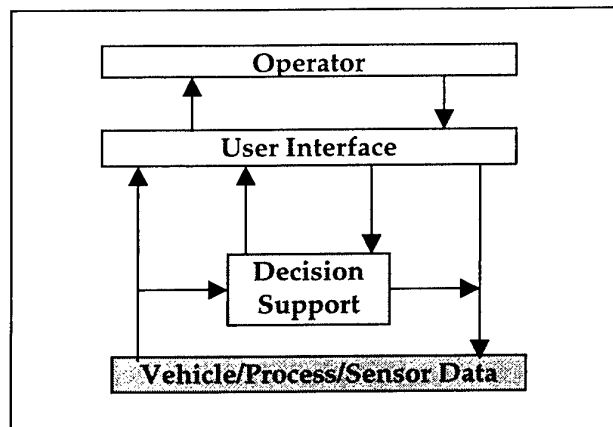 Operator
User Interface
Decision
Support
Vehicle/Process/Sensor Data